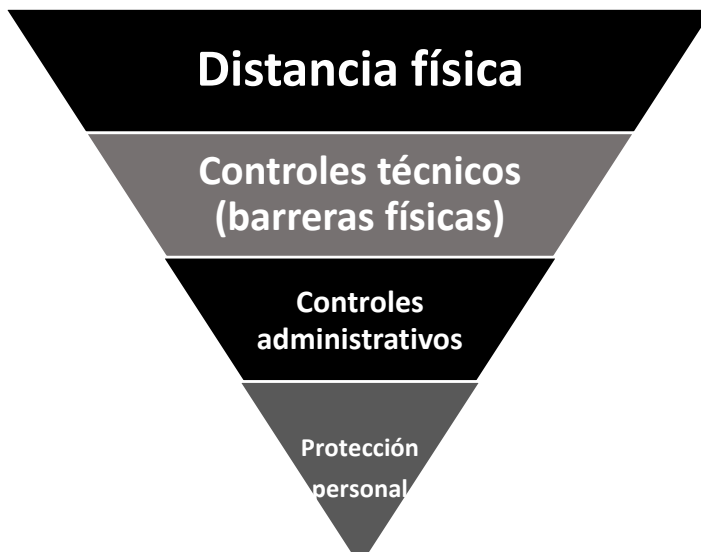 Distancia física
Controles técnicos
(barreras físicas)
Controles
administrativos
Protección
personal